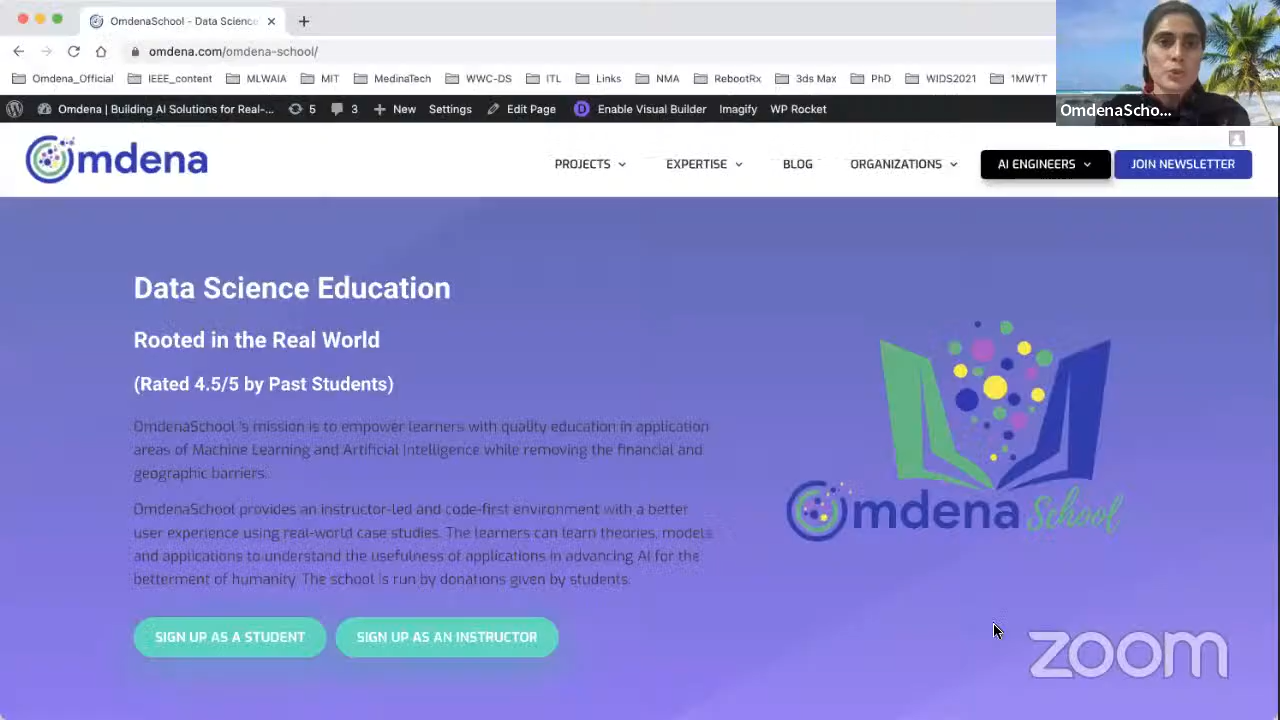 OmdenaSchool - Data Science
omdena.com/omdena-school/
Omdena_Official IEEE_content MLWAIA MIT MedinaTech WWC-DS ITL Links NMA RebootRx 3ds Max PhD WIDS2021 1MWTT
OmdenaScho...
Omdena | Building AI Solutions for Real-... 5 3 New Settings Edit Page Enable Visual Builder Imagify WP Rocket
Omdena
PROJECTS EXPERTISE BLOG ORGANIZATIONS AI ENGINEERS JOIN NEWSLETTER
Data Science Education
Rooted in the Real World
(Rated 4.5/5 by Past Students)
OmdenaSchool 's mission is to empower learners with quality education in application
areas of Machine Learning and Artificial Intelligence while removing the financial and
geographic barriers.
OmdenaSchool provides an instructor-led and code-first environment with a better
user experience using real-world case studies. The learners can learn theories, models
and applications to understand the usefulness of applications in advancing AI for the
betterment of humanity. The school is run by donations given by students.
SIGN UP AS A STUDENT SIGN UP AS AN INSTRUCTOR
Omdena School
zoom